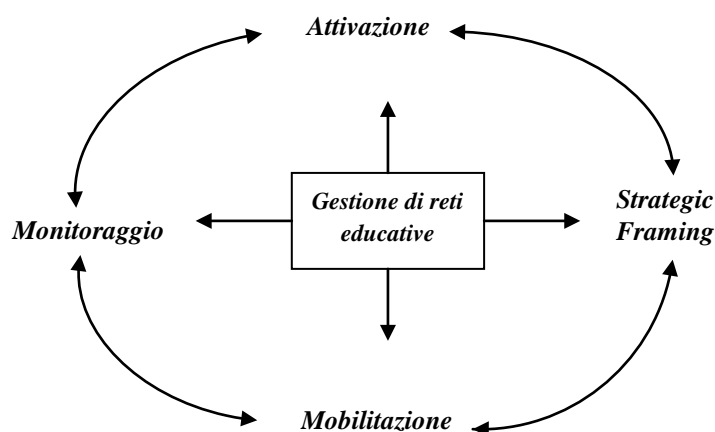 Attivazione
Gestione di reti
educative
Strategic
Framing
Monitoraggio
Mobilitazione